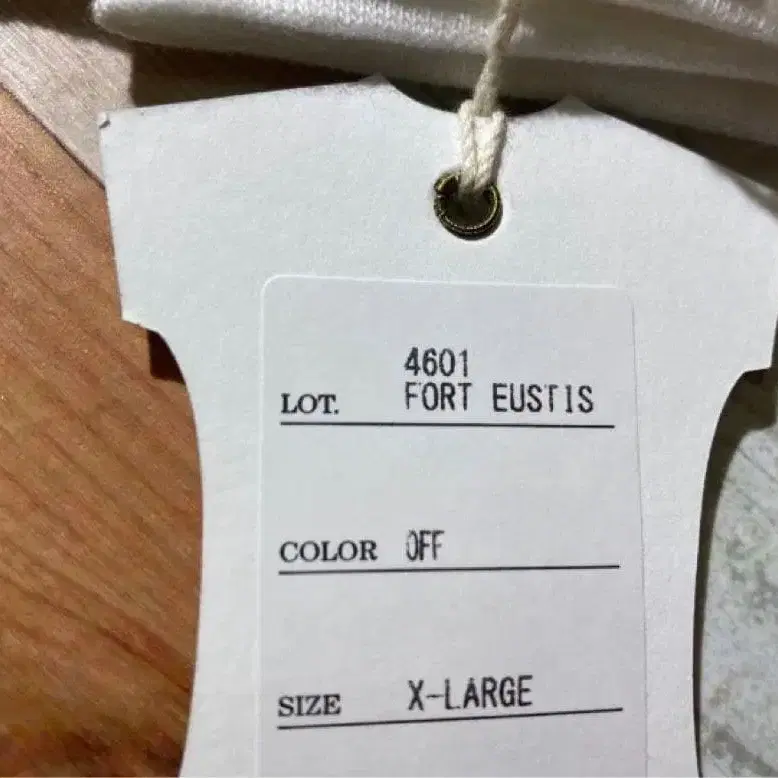 4601
LOT. FORT EUSTIS
COLOR OFF
SIZE X-LARGE